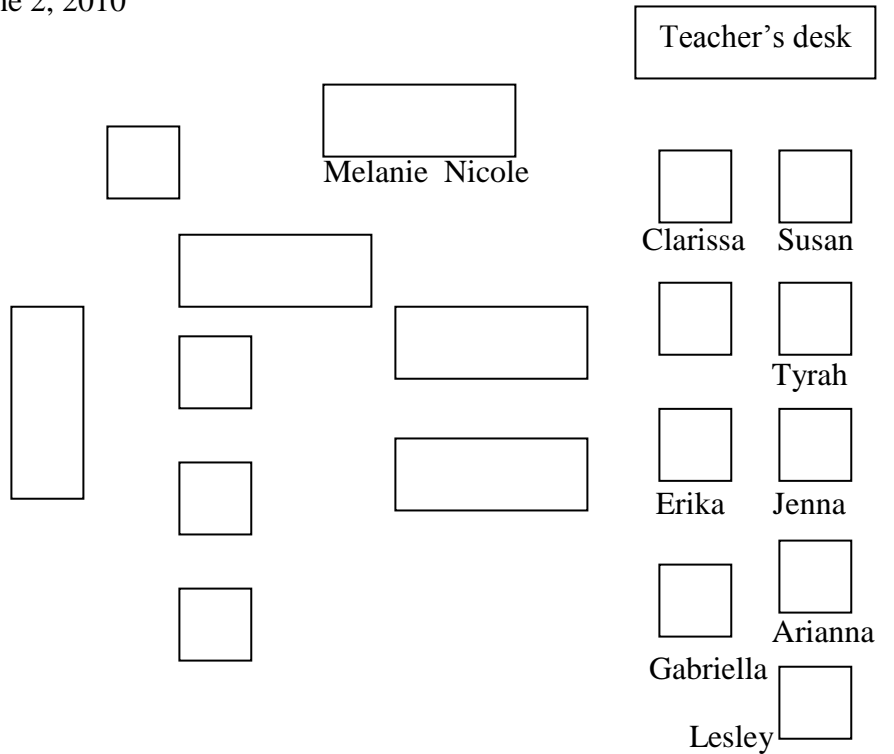 2, 2010
Teacher’s desk
Melanie Nicole
Clarissa Susan
Tyrah
Erika Jenna
Arianna
Gabriella
Lesley